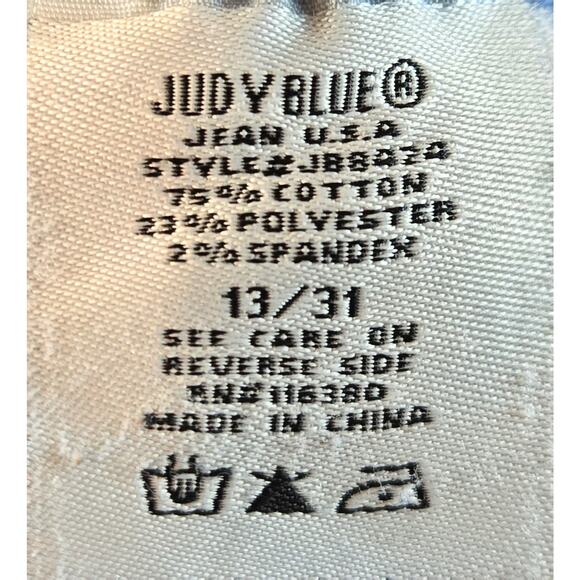 JUDY BLUE®
JEAN U.S.A
STYLE#JB8424
75% COTTON
23% POLYESTER
2% SPANDEX
13/31
SEE CARE ON
REVERSE SIDE
RN#116380
MADE IN CHINA